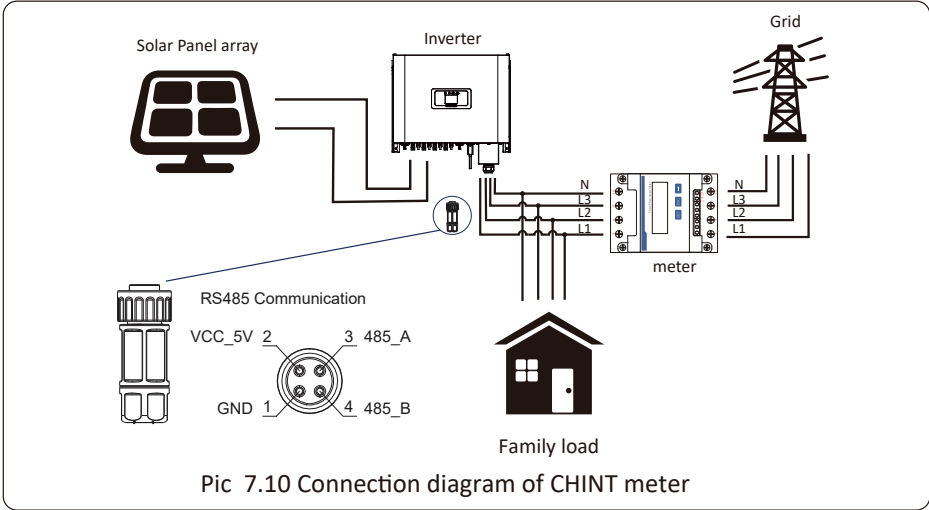 Grid
Inverter
Solar Panel array
N
L3
L2
L1
N
L3
L2
L1
meter
RS485 Communication
VCC_5V 2
3 485_A
GND 1
4 485_B
Family load
Pic 7.10 Connection diagram of CHINT meter